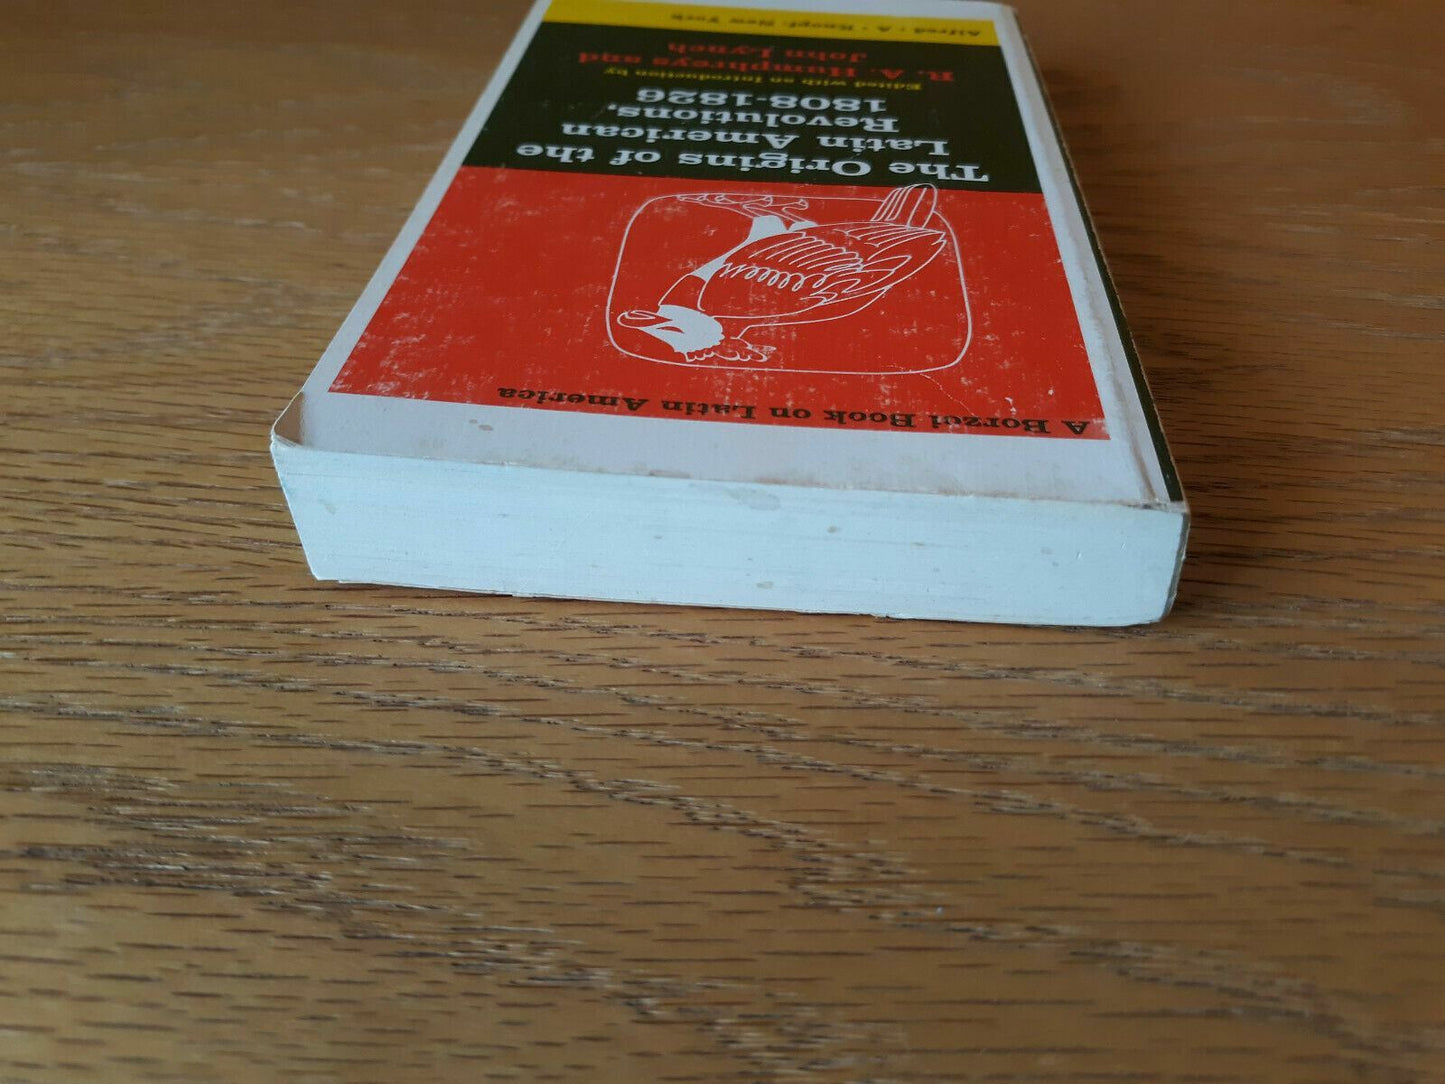 A Borzoi Book on Latin America
The Origins of the
Latin American
Revolutions,
1808-1826
Edited with an Introduction by
R. A. Humphreys and
John Lynch
Alfred · A · Knopf: New York